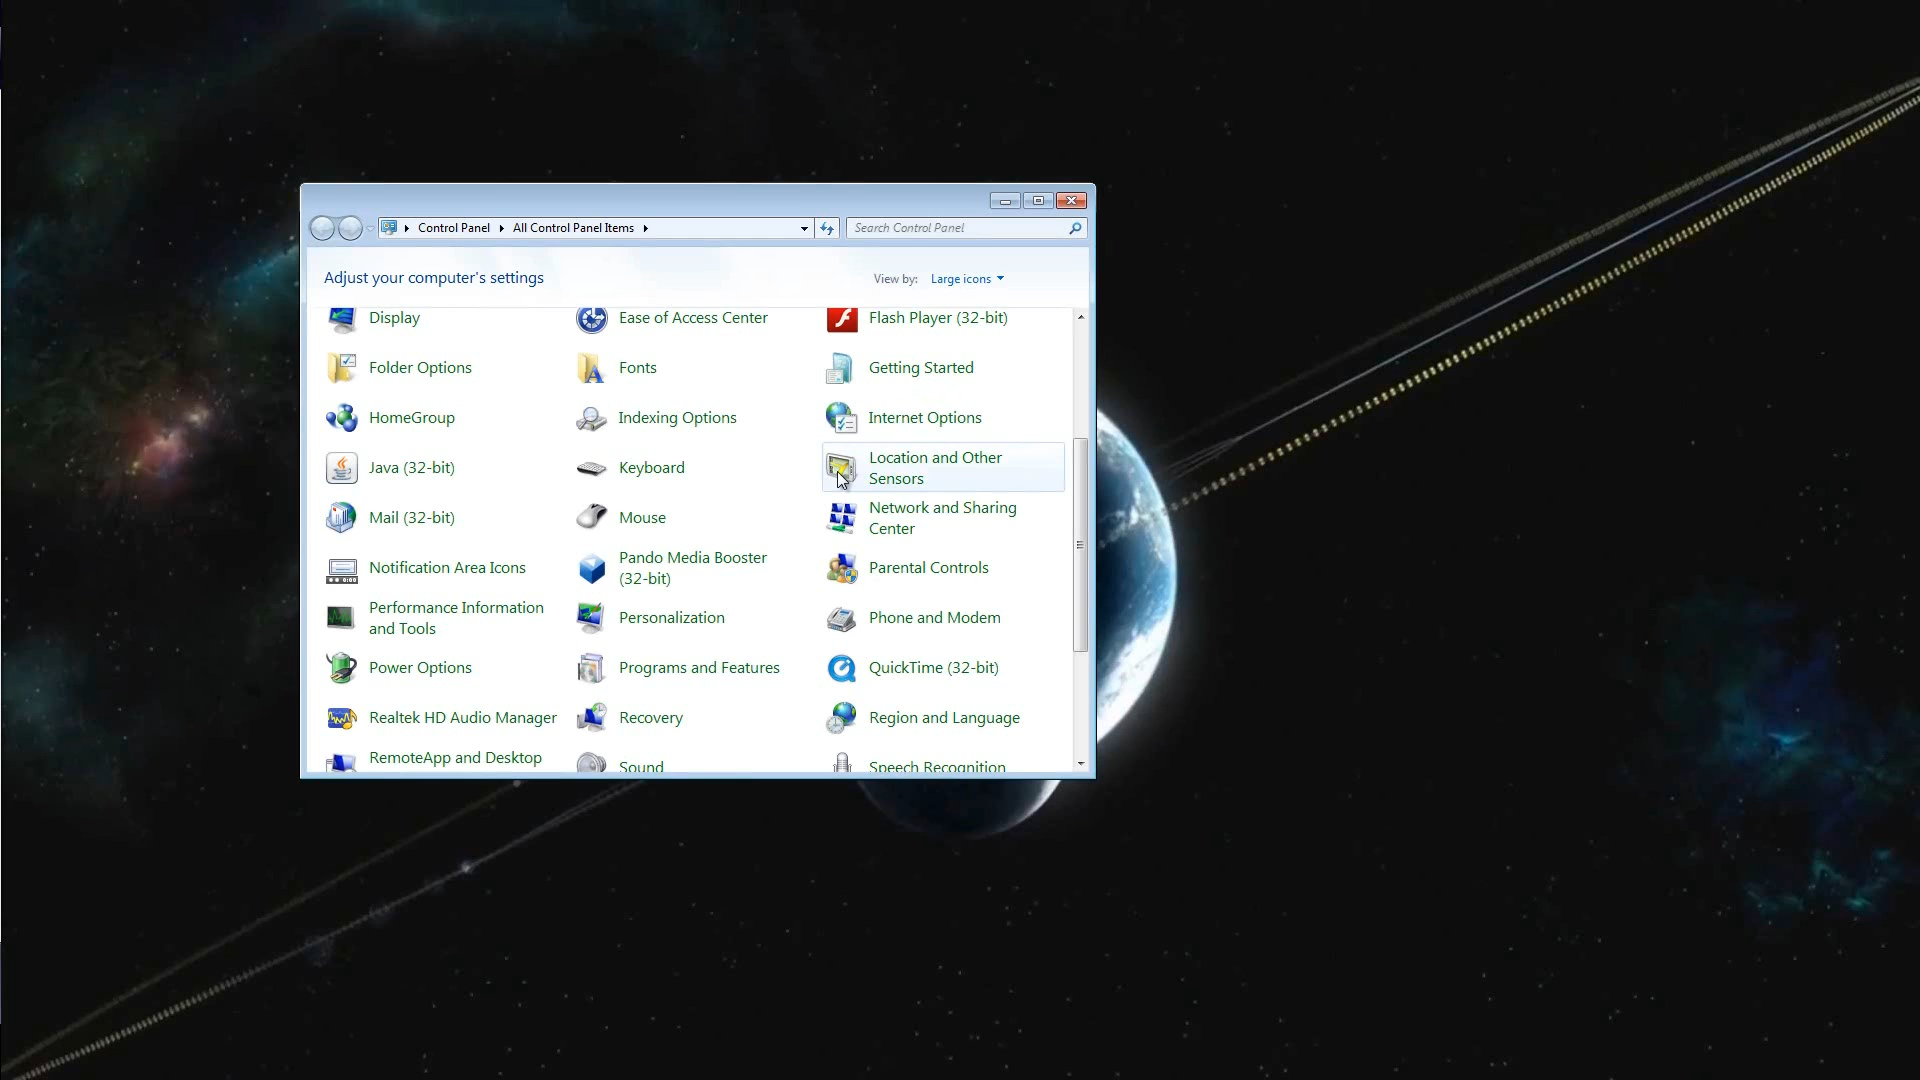 Control Panel
All Control Panel Items
Search Control Panel
Adjust your computer's settings
View by: Large icons
Display
Ease of Access Center
Flash Player (32-bit)
Folder Options
Fonts
Getting Started
HomeGroup
Indexing Options
Internet Options
Java (32-bit)
Keyboard
Location and Other
Sensors
Mail (32-bit)
Mouse
Network and Sharing
Center
Notification Area Icons
Pando Media Booster
(32-bit)
Parental Controls
Performance Information
and Tools
Personalization
Phone and Modem
Power Options
Programs and Features
QuickTime (32-bit)
Realtek HD Audio Manager
Recovery
Region and Language
RemoteApp and Desktop
Sound
Speech Recognition